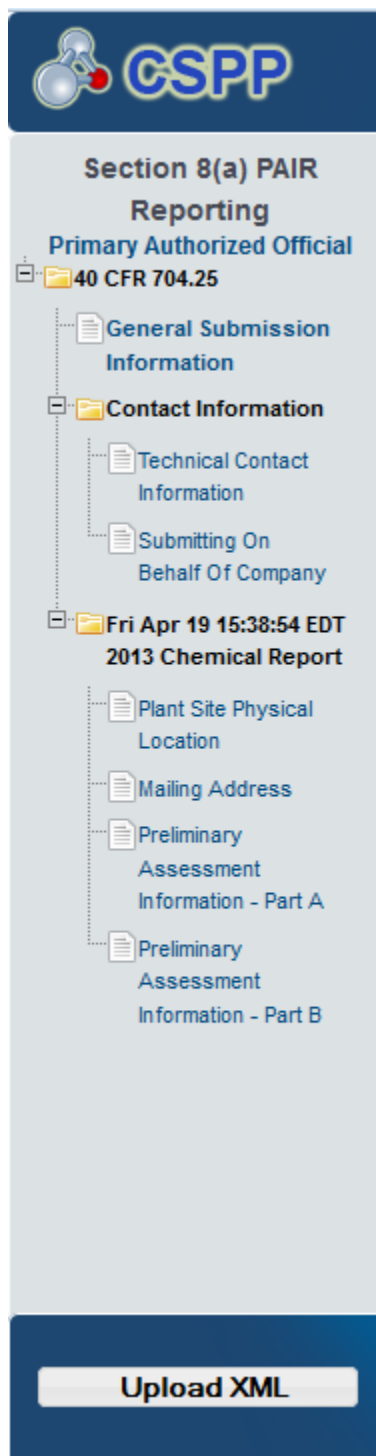 CSPP
Section 8(a) PAIR
Reporting
Primary Authorized Official
40 CFR 704.25
General Submission
Information
Contact Information
Technical Contact
Information
Submitting On
Behalf Of Company
Fri Apr 19 15:38:54 EDT
2013 Chemical Report
Plant Site Physical
Location
Mailing Address
Preliminary
Assessment
Information - Part A
Preliminary
Assessment
Information - Part B
Upload XML